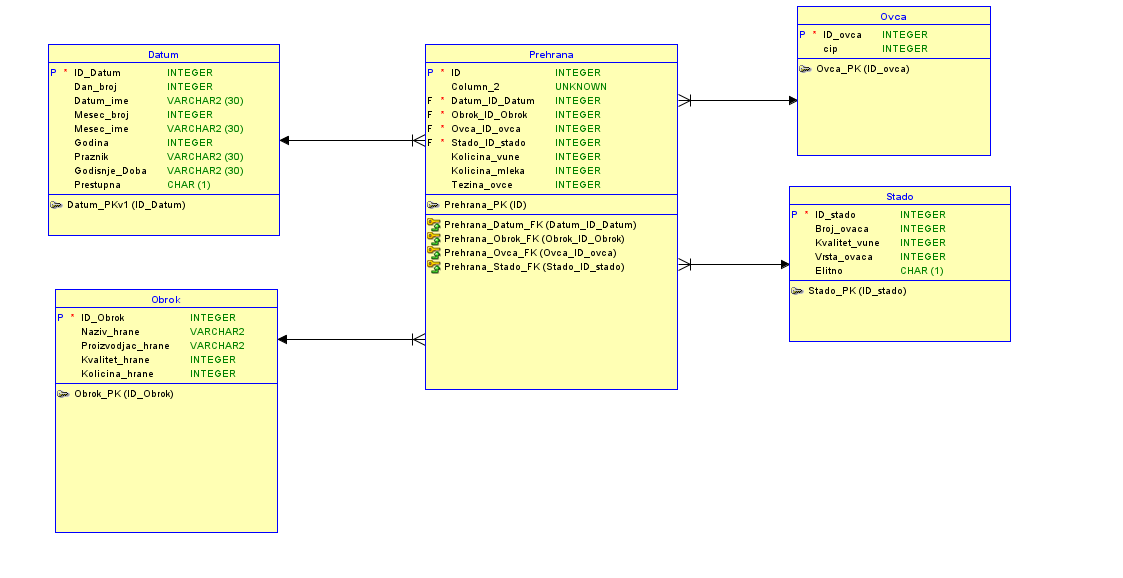 Datum
P * ID_Datum INTEGER
Dan_broj INTEGER
Datum_ime VARCHAR2 (30)
Mesec_broj INTEGER
Mesec_ime VARCHAR2 (30)
Godina INTEGER
Praznik VARCHAR2 (30)
Godisnje_Doba VARCHAR2 (30)
Prestupna CHAR (1)
Datum_PKv1 (ID_Datum)
Obrok
P * ID_Obrok INTEGER
Naziv_hrane VARCHAR2
Proizvodjac_hrane VARCHAR2
Kvalitet_hrane INTEGER
Kolicina_hrane INTEGER
Obrok_PK (ID_Obrok)
Prehrana
P * ID INTEGER
Column_2 UNKNOWN
F * Datum_ID_Datum INTEGER
F * Obrok_ID_Obrok INTEGER
F * Ovca_ID_ovca INTEGER
F * Stado_ID_stado INTEGER
Kolicina_vune INTEGER
Kolicina_mleka INTEGER
Tezina_ovce INTEGER
Prehrana_PK (ID)
Prehrana_Datum_FK (Datum_ID_Datum)
Prehrana_Obrok_FK (Obrok_ID_Obrok)
Prehrana_Ovca_FK (Ovca_ID_ovca)
Prehrana_Stado_FK (Stado_ID_stado)
Ovca
P * ID_ovca INTEGER
cip INTEGER
Ovca_PK (ID_ovca)
Stado
P * ID_stado INTEGER
Broj_ovaca INTEGER
Kvalitet_vune INTEGER
Vrsta_ovaca INTEGER
Elitno CHAR (1)
Stado_PK (ID_stado)